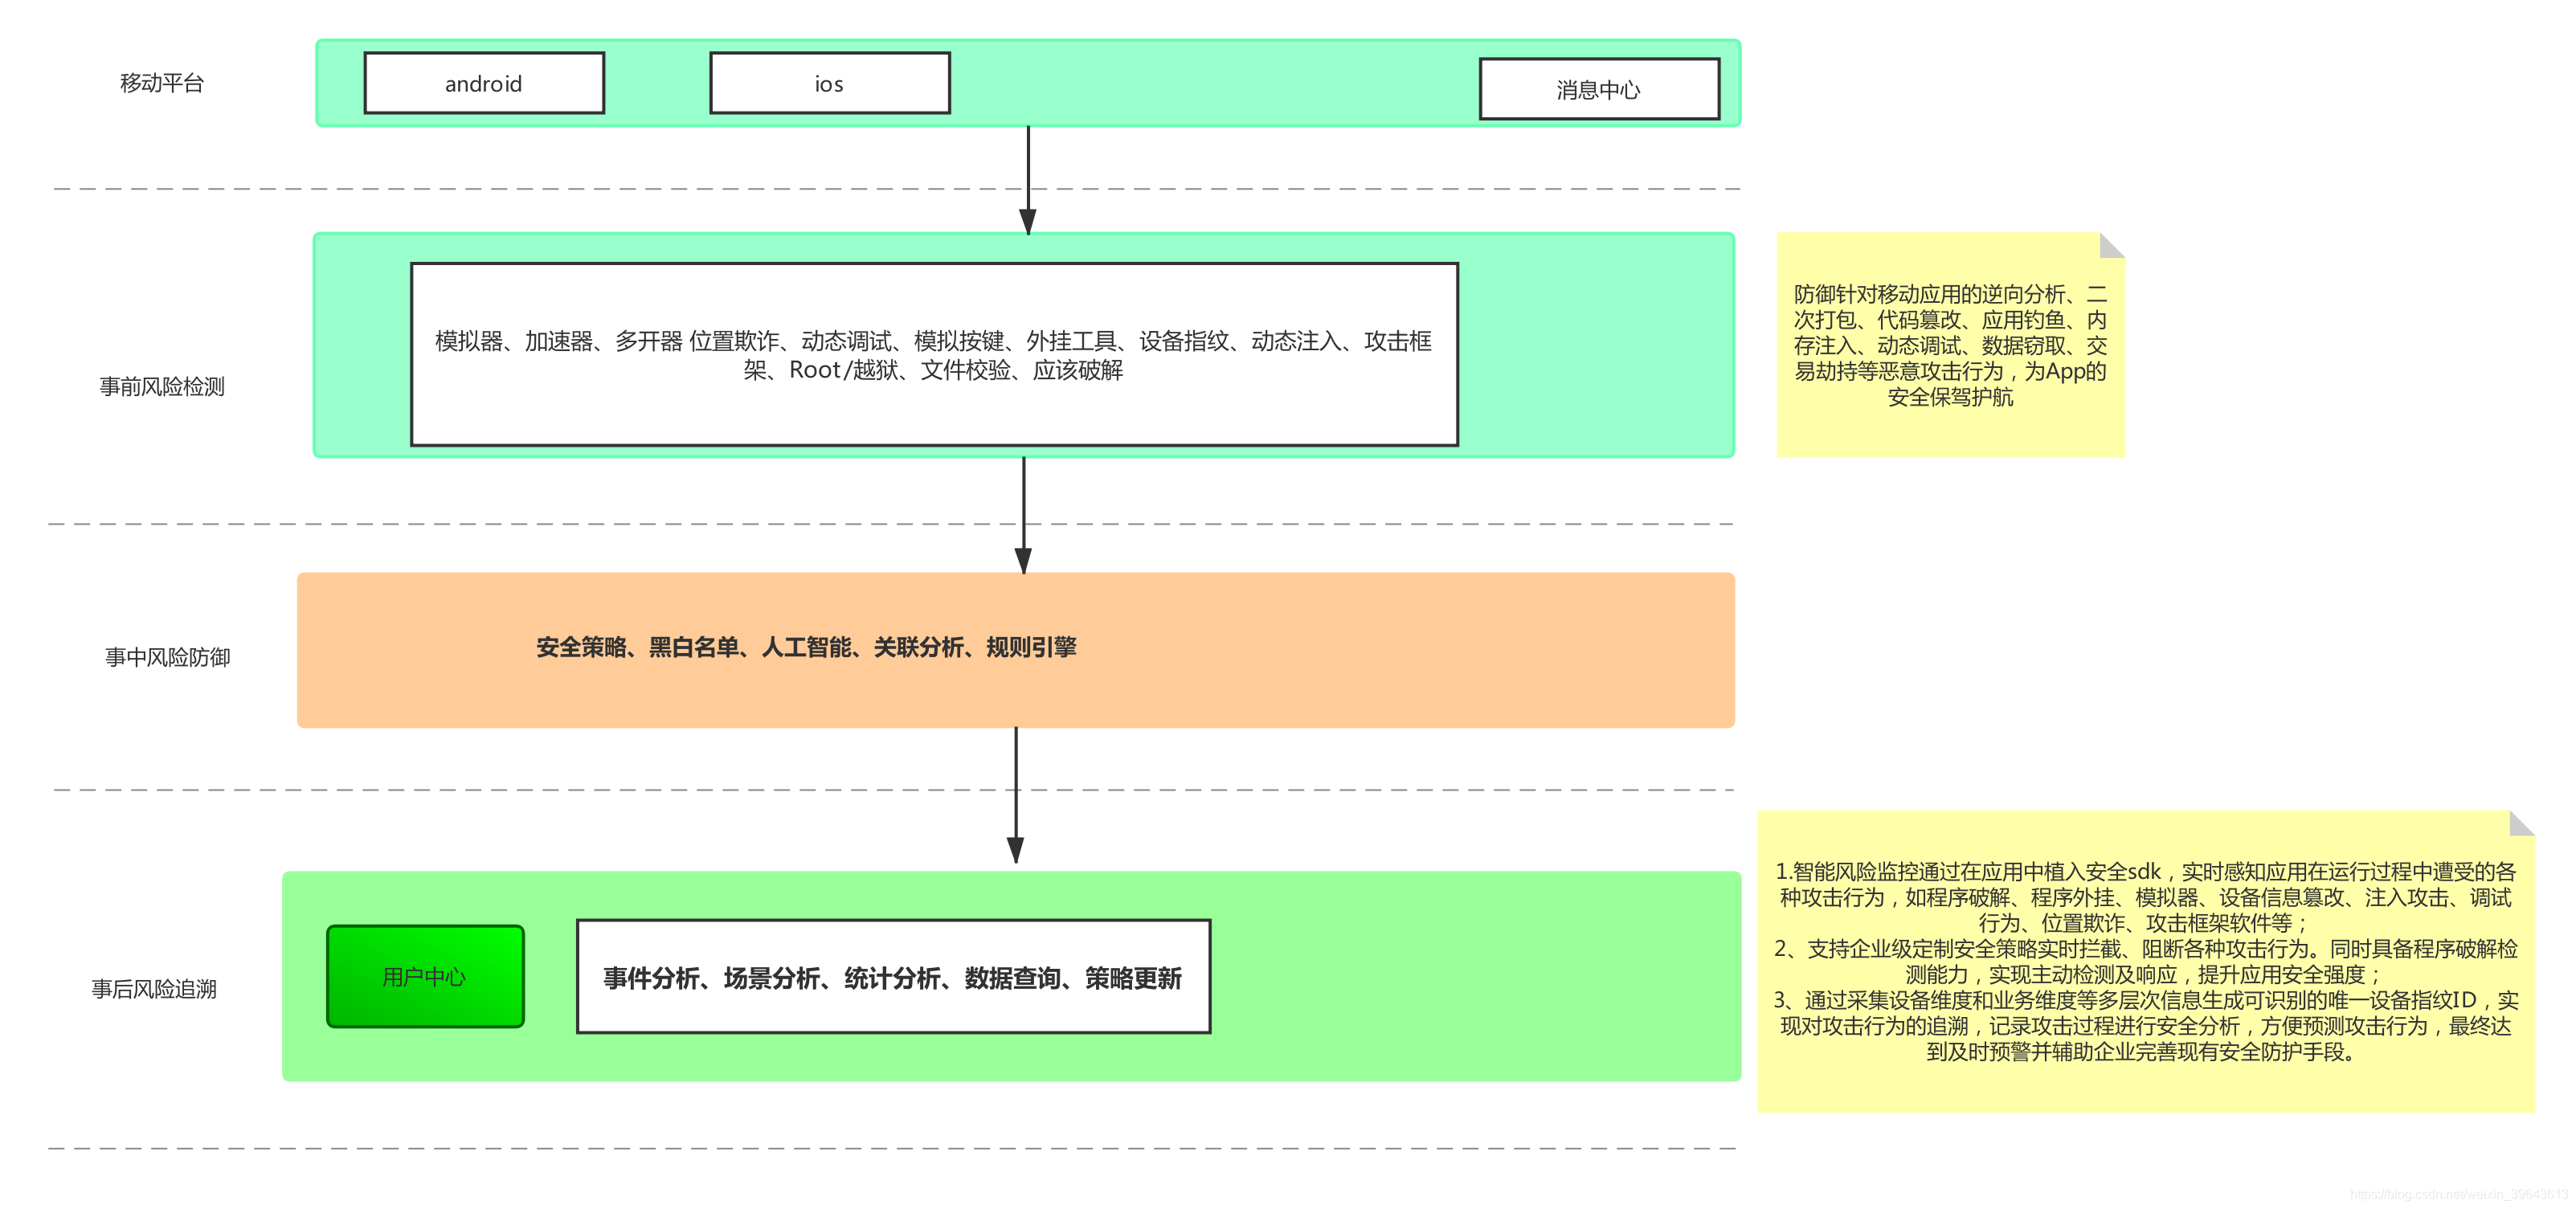 移动平台
android
ios
消息中心
事前风险检测
模拟器、加速器、多开器 位置欺诈、动态调试、模拟按键、外挂工具、设备指纹、动态注入、攻击框
架、Root/越狱、文件校验、应该破解
防御针对移动应用的逆向分析、二
次打包、代码篡改、应用钓鱼、内
存注入、动态调试、数据窃取、交
易劫持等恶意攻击行为，为App的
安全保驾护航
事中风险防御
安全策略、黑白名单、人工智能、关联分析、规则引擎
事后风险追溯
用户中心
事件分析、场景分析、统计分析、数据查询、策略更新
1.智能风险监控通过在应用中植入安全sdk，实时感知应用在运行过程中遭受的各
种攻击行为，如程序破解、程序外挂、模拟器、设备信息篡改、注入攻击、调试
行为、位置欺诈、攻击框架软件等；
2、支持企业级定制安全策略实时拦截、阻断各种攻击行为。同时具备程序破解检
测能力，实现主动检测及响应，提升应用安全强度；
3、通过采集设备维度和业务维度等多层次信息生成可识别的唯一设备指纹ID，实
现对攻击行为的追溯，记录攻击过程进行安全分析，方便预测攻击行为，最终达
到及时预警并辅助企业完善现有安全防护手段。
https://blog.csdn.net/weixin_39643613